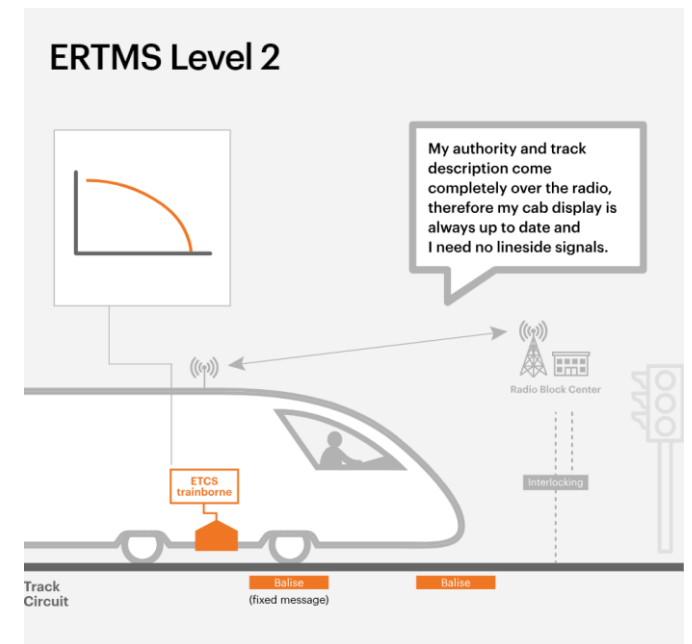 ERTMS Level 2
My authority and track
description come
completely over the radio,
therefore my cab display is
always up to date and
I need no lineside signals.
Radio Block Center
ETCS
trainborne
Interlocking
Track
Circuit
Balise
(fixed message)
Balise